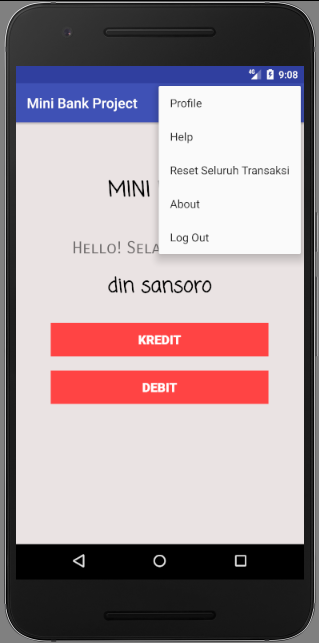 9:08
Mini Bank Project
Profile
Help
Reset Seluruh Transaksi
About
Log Out
MINI
Hello!
din sansoro
KREDIT
DEBIT